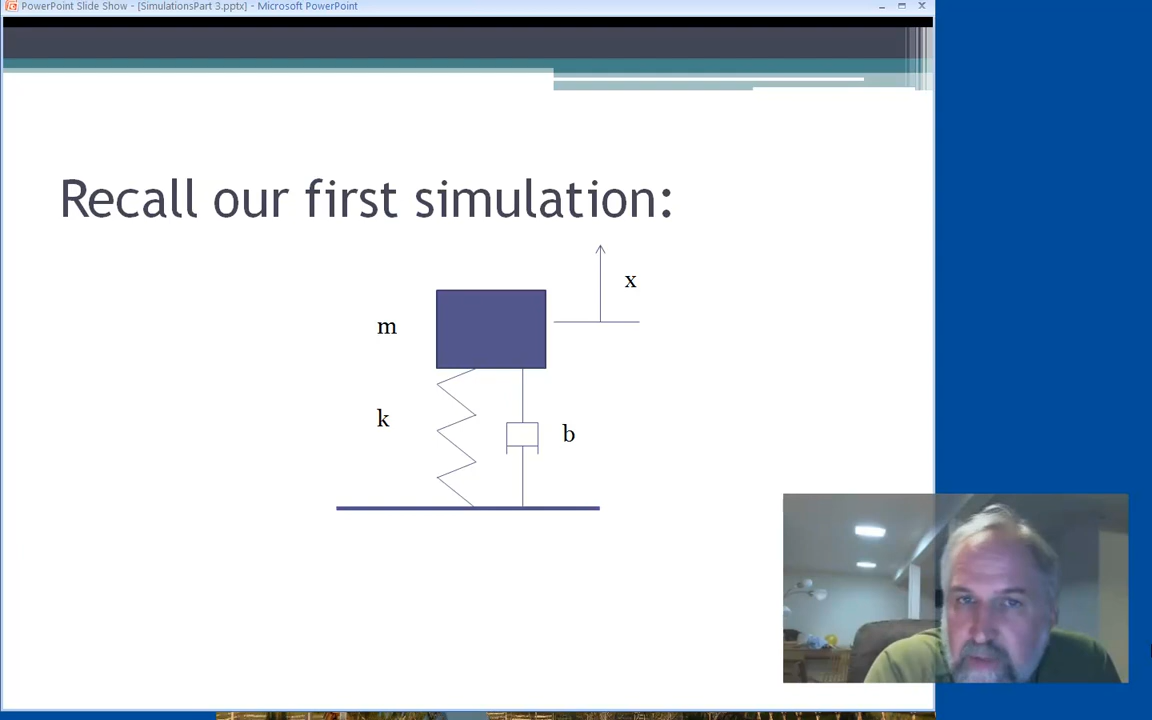 PowerPoint Slide Show - [SimulationsPart 3.pptx] - Microsoft PowerPoint
Recall our first simulation:
x
m
k
b